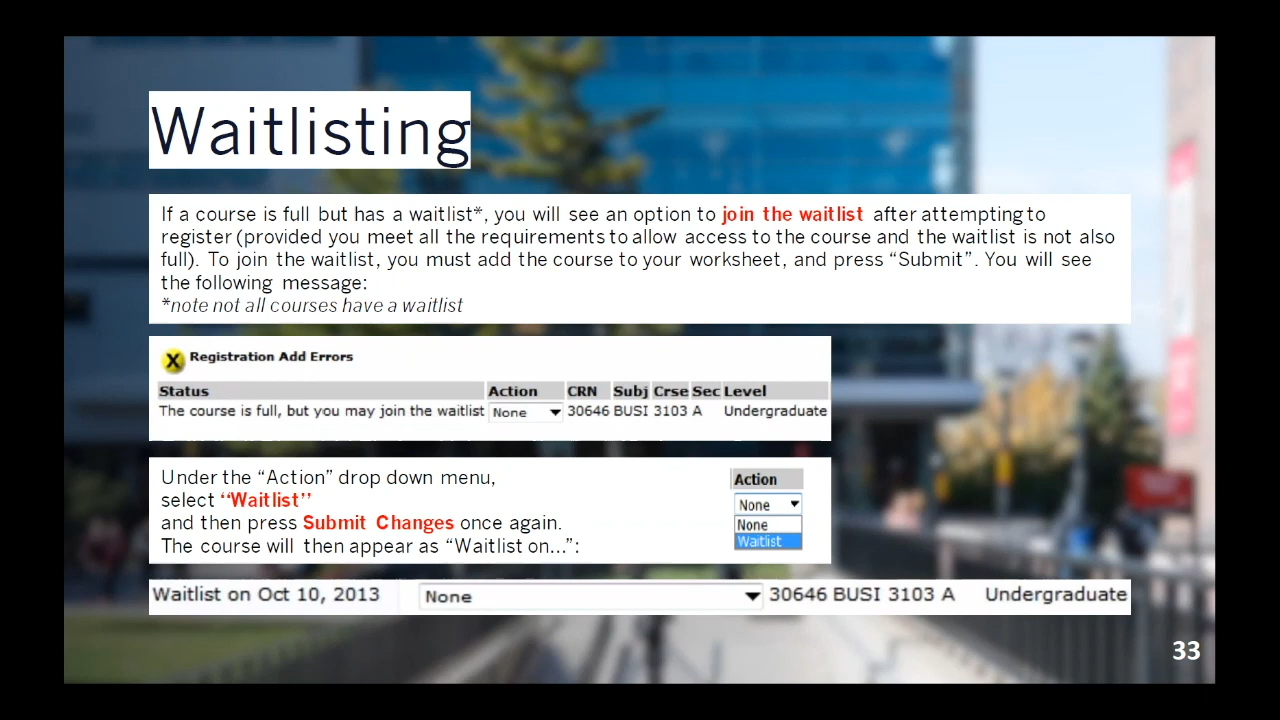 Waitlisting
If a course is full but has a waitlist*, you will see an option to join the waitlist after attempting to
register (provided you meet all the requirements to allow access to the course and the waitlist is not also
full). To join the waitlist, you must add the course to your worksheet, and press “Submit”. You will see
the following message:
*note not all courses have a waitlist
X Registration Add Errors
Status Action CRN Subj Crse Sec Level
The course is full, but you may join the waitlist None 30646 BUSI 3103 A Undergraduate
Under the “Action” drop down menu,
select “Waitlist”
and then press Submit Changes once again.
The course will then appear as “Waitlist on...”:
Action
None
None
Waitlist
Waitlist on Oct 10, 2013 None 30646 BUSI 3103 A Undergraduate
33